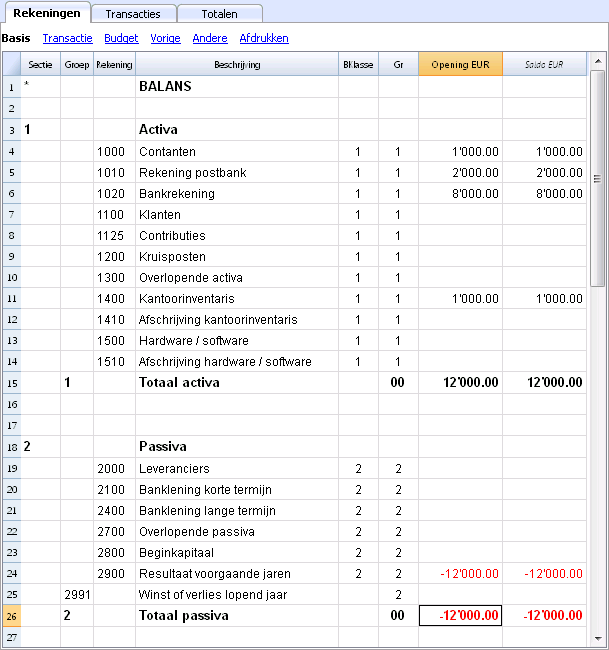 Rekeningen Transacties Totalen
Basis Transactie Budget Vorige Andere Afdrukken
Sectie Groep Rekening Beschrijving BKlasse Gr Opening EUR Saldo EUR
1 * BALANS
2
3 1 Activa
4 1000 Contanten 1 1 1'000.00 1'000.00
5 1010 Rekening postbank 1 1 2'000.00 2'000.00
6 1020 Bankrekening 1 1 8'000.00 8'000.00
7 1100 Klanten 1 1
8 1125 Contributies 1 1
9 1200 Kruisposten 1 1
10 1300 Overlopende activa 1 1
11 1400 Kantoorinventaris 1 1 1'000.00 1'000.00
12 1410 Afschrijving kantoorinventaris 1 1
13 1500 Hardware / software 1 1
14 1510 Afschrijving hardware / software 1 1
15 1 Totaal activa 00 12'000.00 12'000.00
16
17
18 2 Passiva
19 2000 Leveranciers 2 2
20 2100 Banklening korte termijn 2 2
21 2400 Banklening lange termijn 2 2
22 2700 Overlopende passiva 2 2
23 2800 Beginkapitaal 2 2
24 2900 Resultaat voorgaande jaren 2 2 -12'000.00 -12'000.00
25 2991 Winst of verlies lopend jaar 2
26 2 Totaal passiva 00 -12'000.00 -12'000.00
27